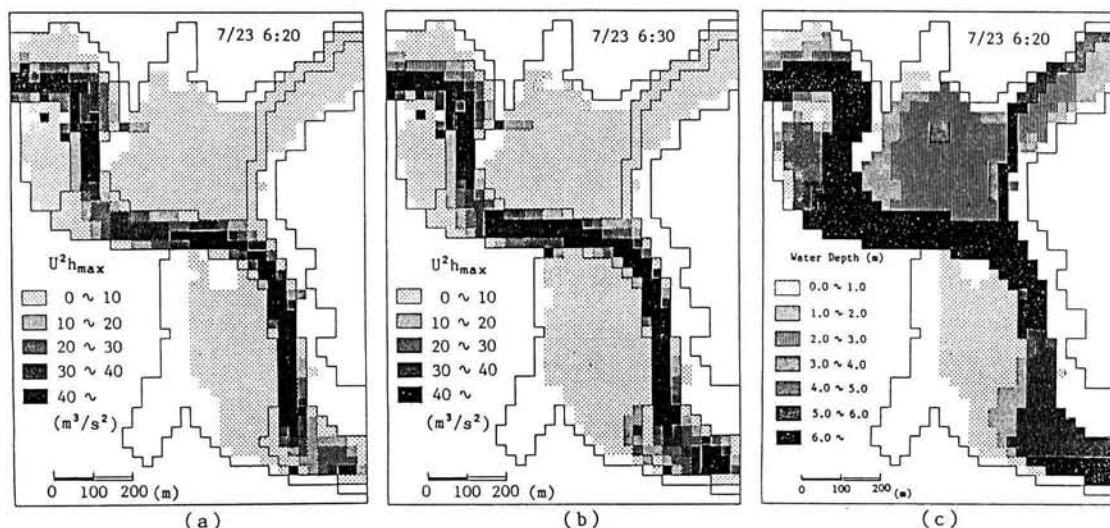 7/23 6:20
U²hmax
0 ~ 10
10 ~ 20
20 ~ 30
30 ~ 40
40 ~
(m³/s²)
0 100 200 (m)
(a)
7/23 6:30
U²hmax
0 ~ 10
10 ~ 20
20 ~ 30
30 ~ 40
40 ~
(m³/s²)
0 100 200 (m)
(b)
7/23 6:20
Water Depth (m)
0.0 ~ 1.0
1.0 ~ 2.0
2.0 ~ 3.0
3.0 ~ 4.0
4.0 ~ 5.0
5.0 ~ 6.0
6.0 ~
0 100 200 (m)
(c)